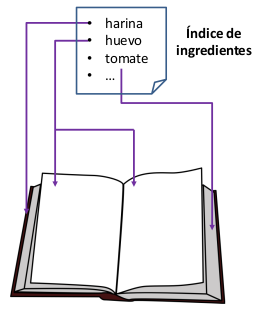 • harina
• huevo
• tomate
• ...
Índice de
ingredientes